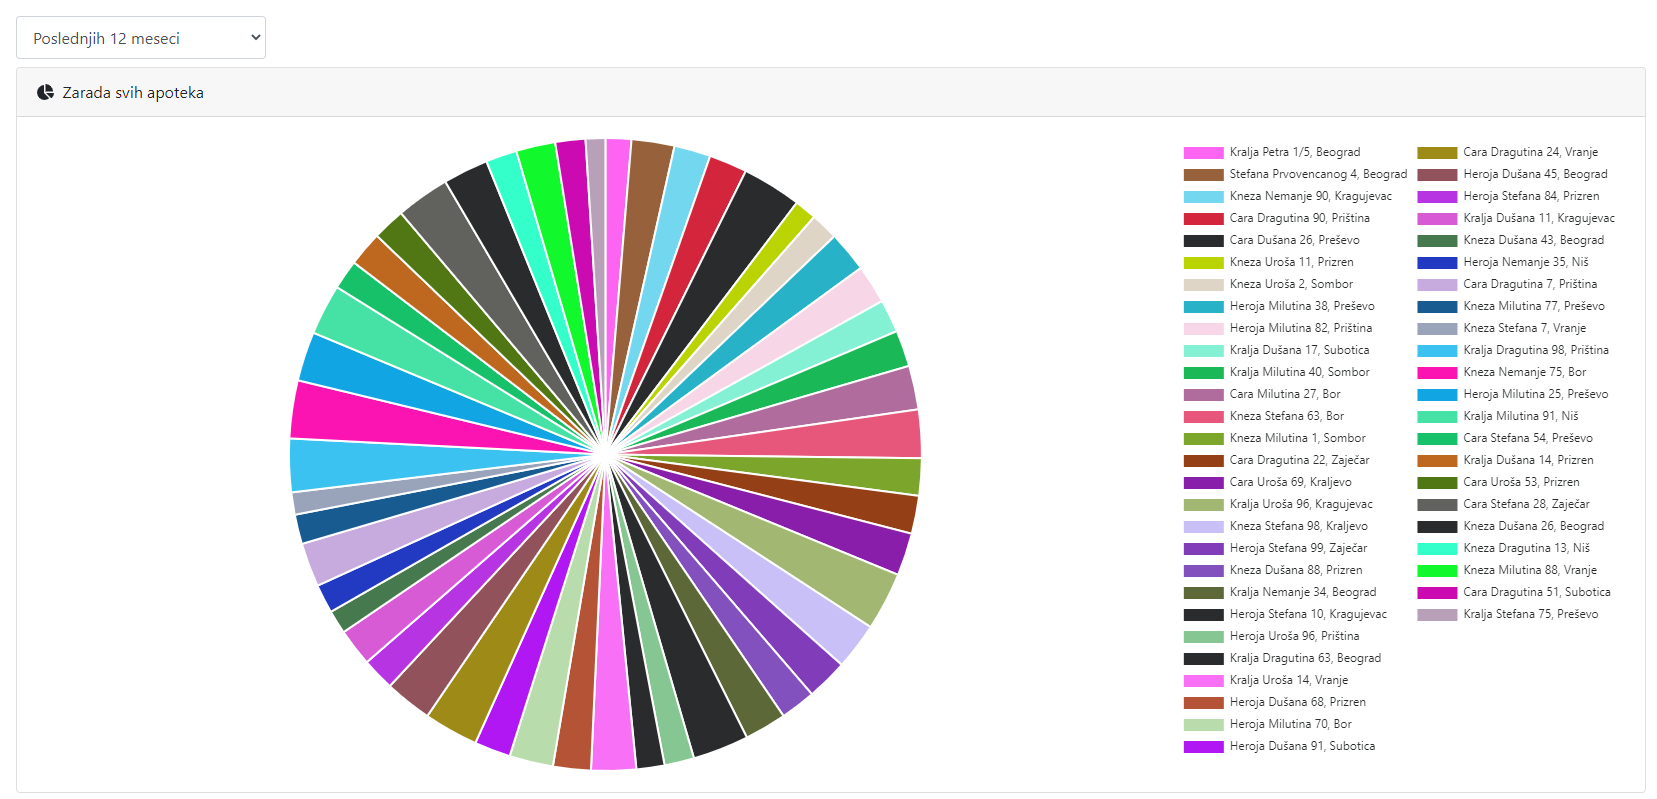 Poslednjih 12 meseci
Zarada svih apoteka
Kralja Petra 1/5, Beograd
Stefana Prvovencanog 4, Beograd
Kneza Nemanje 90, Kragujevac
Cara Dragutina 90, Priština
Cara Dušana 26, Preševo
Kneza Uroša 11, Prizren
Kneza Uroša 2, Sombor
Heroja Milutina 38, Preševo
Heroja Milutina 82, Priština
Kralja Dušana 17, Subotica
Kralja Milutina 40, Sombor
Cara Milutina 27, Bor
Kneza Stefana 63, Bor
Kneza Milutina 1, Sombor
Cara Dragutina 22, Zaječar
Cara Uroša 69, Kraljevo
Kralja Uroša 96, Kragujevac
Kneza Stefana 98, Kraljevo
Heroja Stefana 99, Zaječar
Kneza Dušana 88, Prizren
Kralja Nemanje 34, Beograd
Heroja Stefana 10, Kragujevac
Heroja Uroša 96, Priština
Kralja Dragutina 63, Beograd
Kralja Uroša 14, Vranje
Heroja Dušana 68, Prizren
Heroja Milutina 70, Bor
Heroja Dušana 91, Subotica
Cara Dragutina 24, Vranje
Heroja Dušana 45, Beograd
Heroja Stefana 84, Prizren
Kralja Dušana 11, Kragujevac
Kneza Dušana 43, Beograd
Heroja Nemanje 35, Niš
Cara Dragutina 7, Priština
Kneza Milutina 77, Preševo
Kneza Stefana 7, Vranje
Kralja Dragutina 98, Priština
Kneza Nemanje 75, Bor
Heroja Milutina 25, Preševo
Kralja Milutina 91, Niš
Cara Stefana 54, Preševo
Kralja Dušana 14, Prizren
Cara Uroša 53, Prizren
Cara Stefana 28, Zaječar
Kneza Dušana 26, Beograd
Kneza Dragutina 13, Niš
Kneza Milutina 88, Vranje
Cara Dragutina 51, Subotica
Kralja Stefana 75, Preševo